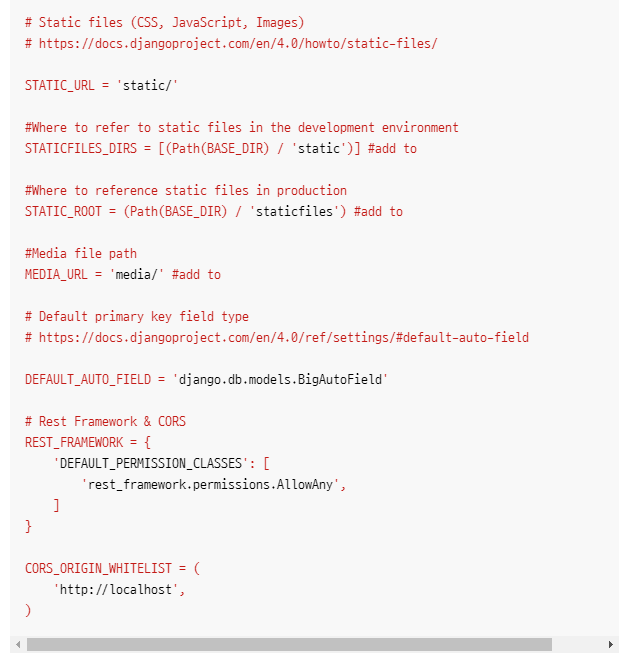 # Static files (CSS, JavaScript, Images)
# https://docs.djangoproject.com/en/4.0/howto/static-files/
STATIC_URL = 'static/'
#Where to refer to static files in the development environment
STATICFILES_DIRS = [(Path(BASE_DIR) / 'static')] #add to
#Where to reference static files in production
STATIC_ROOT = (Path(BASE_DIR) / 'staticfiles') #add to
#Media file path
MEDIA_URL = 'media/' #add to
# Default primary key field type
# https://docs.djangoproject.com/en/4.0/ref/settings/#default-auto-field
DEFAULT_AUTO_FIELD = 'django.db.models.BigAutoField'
# Rest Framework & CORS
REST_FRAMEWORK = {
    'DEFAULT_PERMISSION_CLASSES': [
        'rest_framework.permissions.AllowAny',
    ]
}
CORS_ORIGIN_WHITELIST = (
    'http://localhost',
)